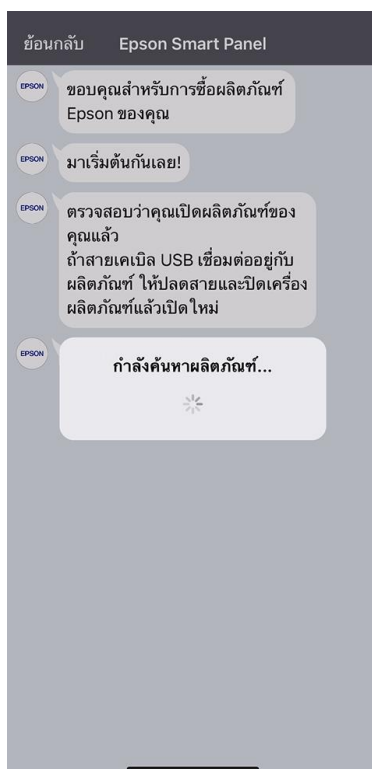 ย้อนกลับ Epson Smart Panel
EPSON
ขอบคุณสำหรับการซื้อผลิตภัณฑ์
Epson ของคุณ
EPSON
มาเริ่มต้นกันเลย!
EPSON
ตรวจสอบว่าคุณเปิดผลิตภัณฑ์ของ
คุณแล้ว
ถ้าสายเคเบิล USB เชื่อมต่ออยู่กับ
ผลิตภัณฑ์ ให้ปลดสายและปิดเครื่อง
ผลิตภัณฑ์แล้วเปิดใหม่
EPSON
กำลังค้นหาผลิตภัณฑ์...